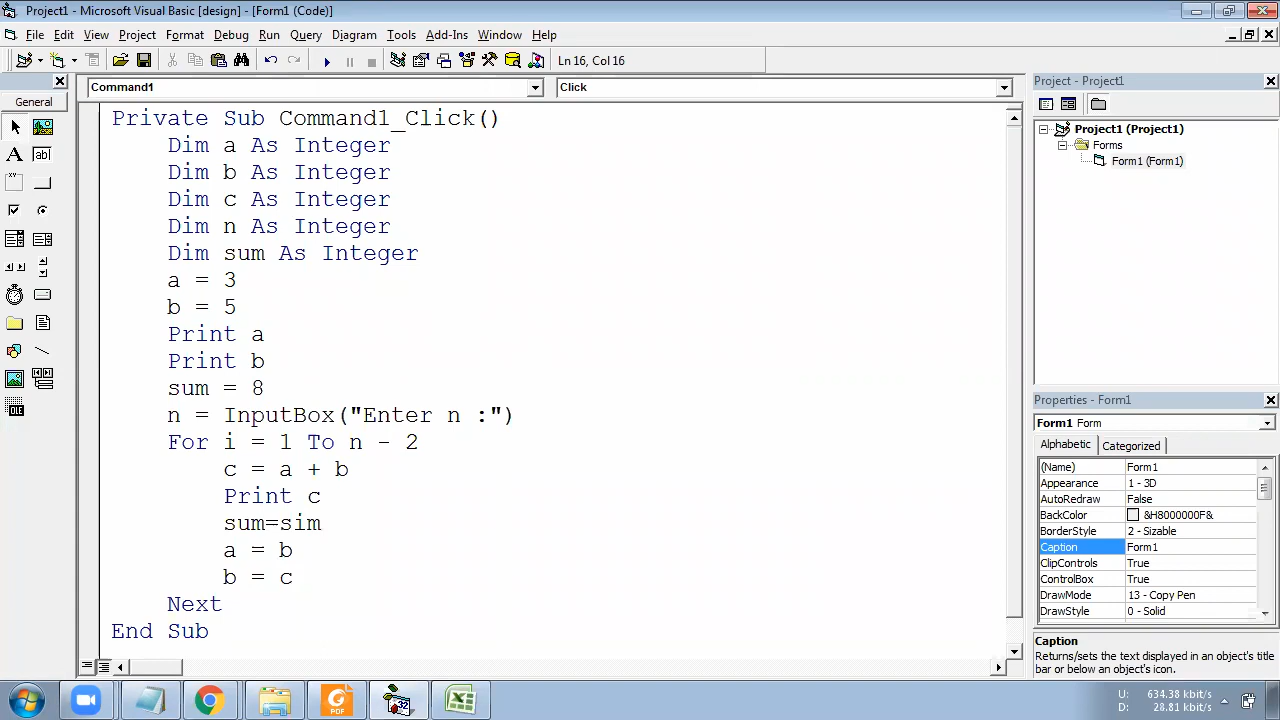 Project1 - Microsoft Visual Basic [design] - [Form1 (Code)]
File Edit View Project Format Debug Run Query Diagram Tools Add-Ins Window Help
Ln 16, Col 16
General
Command1
Click
Private Sub Command1_Click()
Dim a As Integer
Dim b As Integer
Dim c As Integer
Dim n As Integer
Dim sum As Integer
a = 3
b = 5
Print a
Print b
sum = 8
n = InputBox("Enter n :")
For i = 1 To n - 2
c = a + b
Print c
sum=sim
a = b
b = c
Next
End Sub
Project - Project1
Project1 (Project1)
Forms
Form1 (Form1)
Properties - Form1
Form1 Form
Alphabetic Categorized
(Name) Form1
Appearance 1 - 3D
AutoRedraw False
BackColor &H8000000F&
BorderStyle 2 - Sizable
Caption Form1
ClipControls True
ControlBox True
DrawMode 13 - Copy Pen
DrawStyle 0 - Solid
Caption
Returns/sets the text displayed in an object's title
bar or below an object's icon.
A ab|
OLE
PDF
32
U: 634.38 kbit/s
D: 28.81 kbit/s